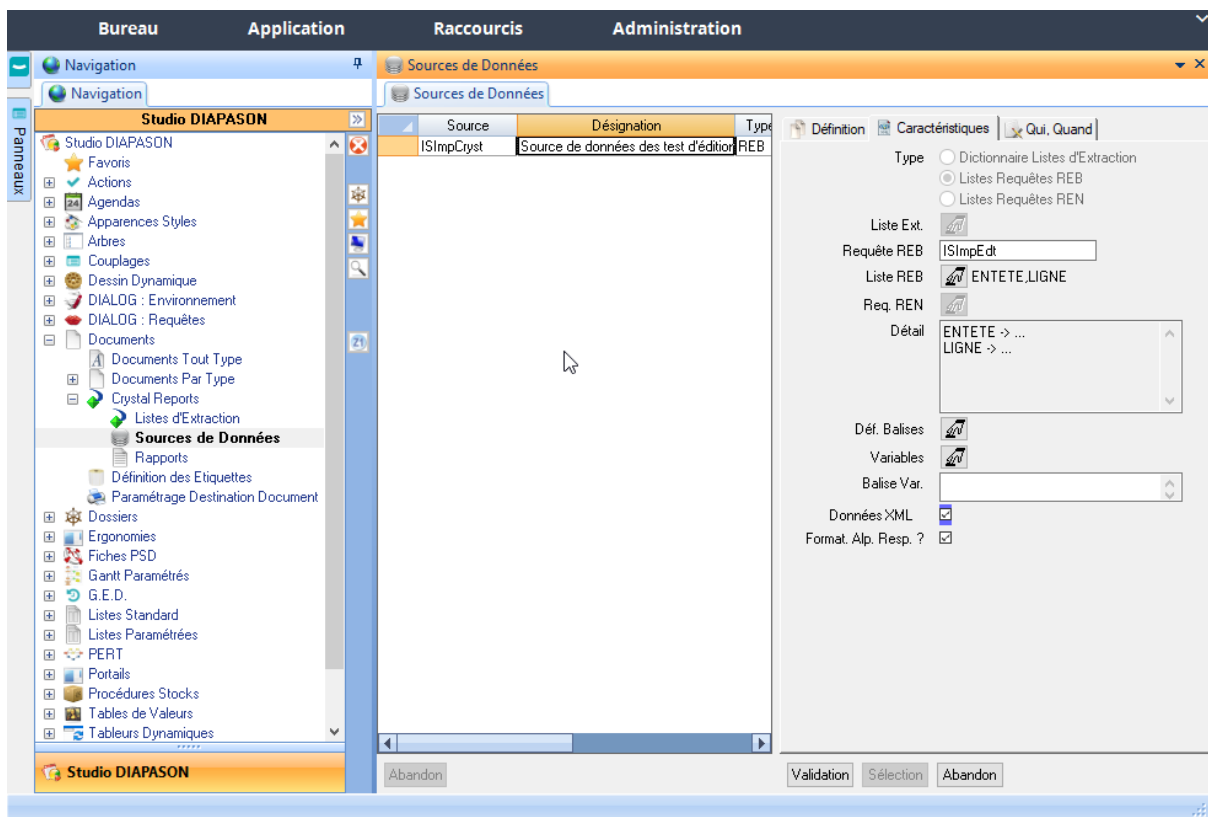 Bureau Application Raccourcis Administration
Navigation
Navigation
Panneaux
Studio DIAPASON
Studio DIAPASON
Favoris
Actions
Agendas
Apparences Styles
Arbres
Couplages
Dessin Dynamique
DIALOG : Environnement
DIALOG : Requêtes
Documents
Documents Tout Type
Documents Par Type
Crystal Reports
Listes d'Extraction
Sources de Données
Rapports
Définition des Etiquettes
Paramétrage Destination Document
Dossiers
Ergonomies
Fiches PSD
Gantt Paramétrés
G.E.D.
Listes Standard
Listes Paramétrées
PERT
Portails
Procédures Stocks
Tables de Valeurs
Tableurs Dynamiques
Studio DIAPASON
Sources de Données
Sources de Données
Source Désignation Type
ISImpCryst Source de données des test d'édition REB
Abandon
Définition Caractéristiques Qui, Quand
Type Dictionnaire Listes d'Extraction
Listes Requêtes REB
Listes Requêtes REN
Liste Ext.
Requête REB ISImpEdt
Liste REB ENTETE,LIGNE
Req. REN
Détail ENTETE -> ...
LIGNE -> ...
Déf. Balises
Variables
Balise Var.
Données XML
Format. Alp. Resp. ?
Validation Sélection Abandon